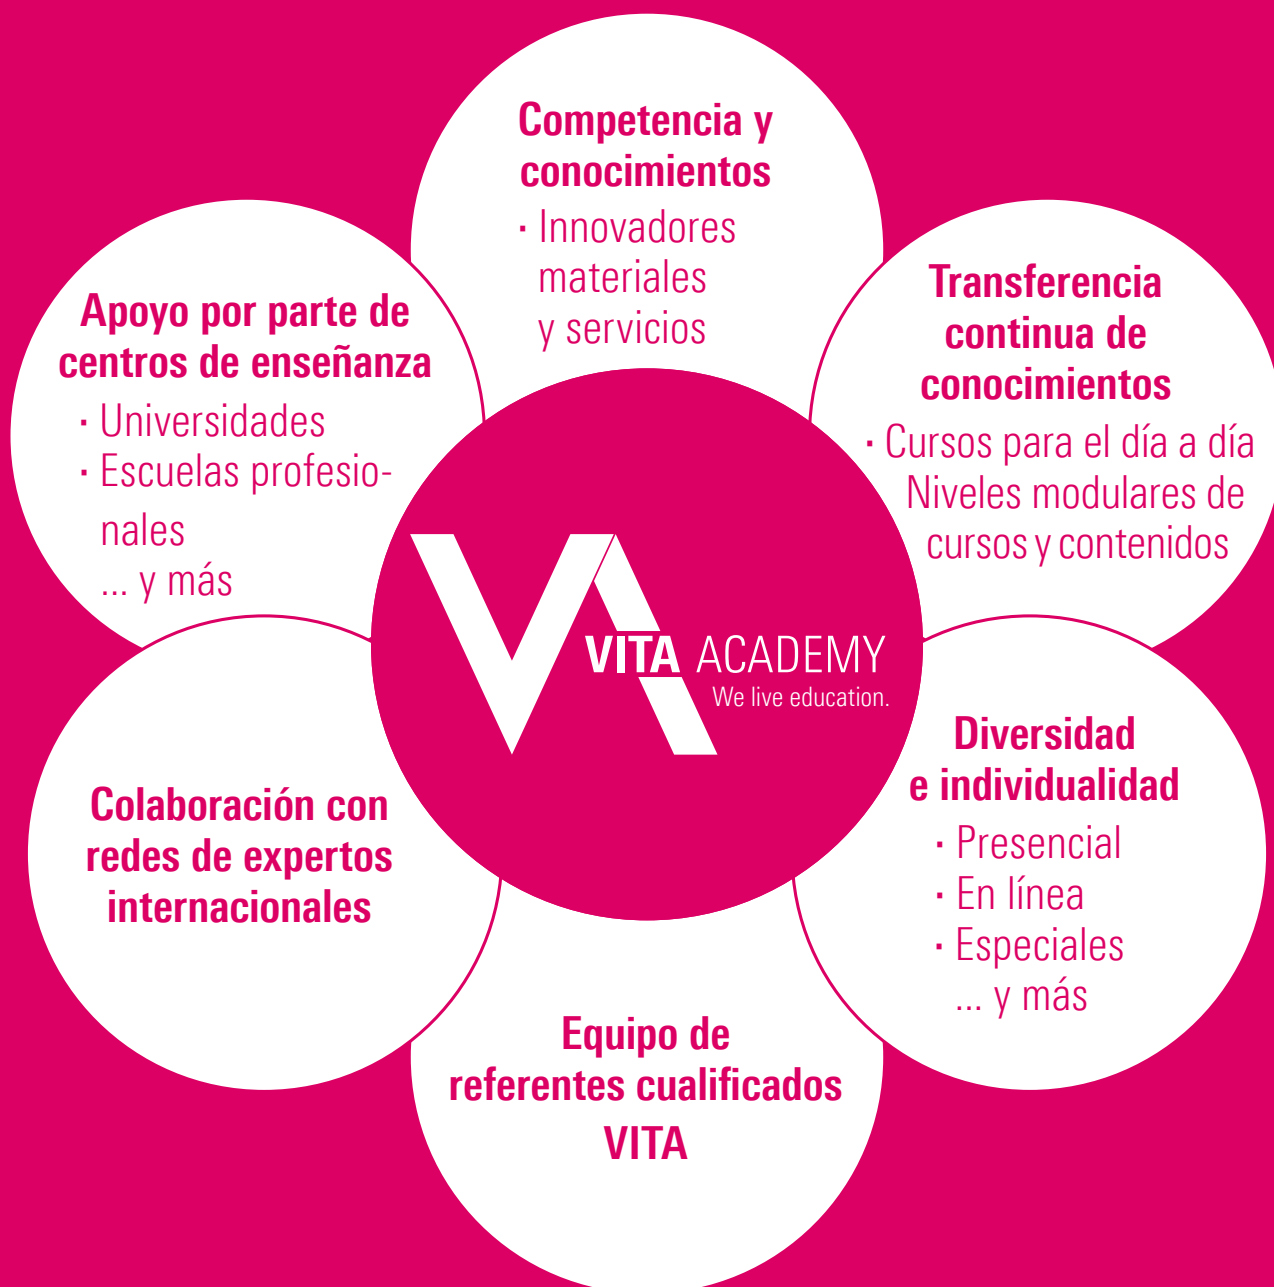 Competencia y
conocimientos
· Innovadores
materiales
y servicios
Transferencia
continua de
conocimientos
· Cursos para el día a día
Niveles modulares de
cursos y contenidos
Diversidad
e individualidad
· Presencial
· En línea
· Especiales
... y más
Equipo de
referentes cualificados
VITA
Colaboración con
redes de expertos
internacionales
Apoyo por parte de
centros de enseñanza
· Universidades
· Escuelas profesio-
nales
... y más
VA
VITA ACADEMY
We live education.